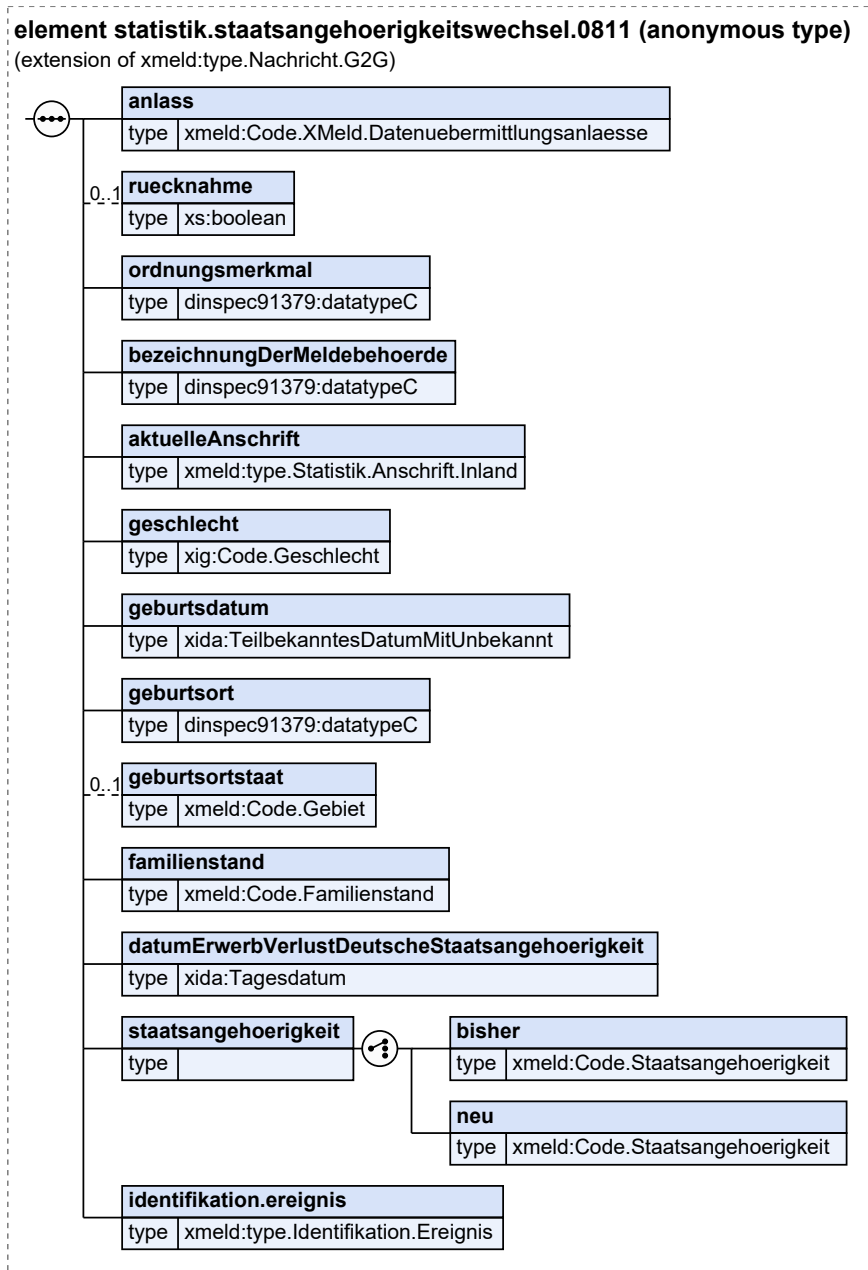 element statistik.staatsangehoerigkeitswechsel.0811 (anonymous type)
(extension of xmeld:type.Nachricht.G2G)
anlass
type xmeld:Code.XMeld.Datenuebermittlungsanlaesse
0..1
ruecknahme
type xs:boolean
ordnungsmerkmal
type dinspec91379:datatypeC
bezeichnungDerMeldebehoerde
type dinspec91379:datatypeC
aktuelleAnschrift
type xmeld:type.Statistik.Anschrift.Inland
geschlecht
type xig:Code.Geschlecht
geburtsdatum
type xida:TeilbekanntesDatumMitUnbekannt
geburtsort
type dinspec91379:datatypeC
0..1
geburtsortstaat
type xmeld:Code.Gebiet
familienstand
type xmeld:Code.Familienstand
datumErwerbVerlustDeutscheStaatsangehoerigkeit
type xida:Tagesdatum
staatsangehoerigkeit
type
bisher
type xmeld:Code.Staatsangehoerigkeit
neu
type xmeld:Code.Staatsangehoerigkeit
identifikation.ereignis
type xmeld:type.Identifikation.Ereignis